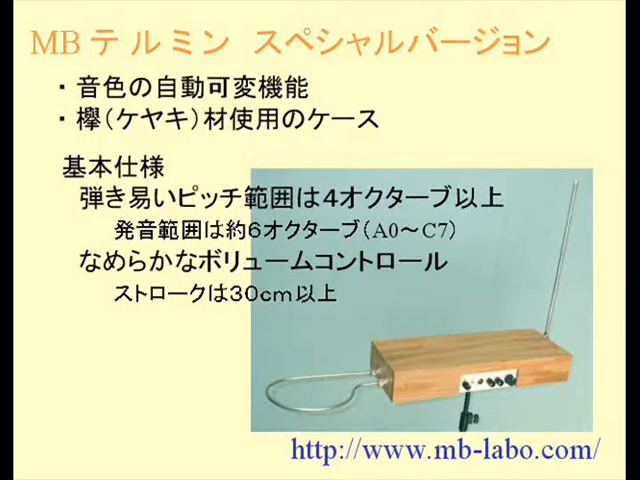 MBテルミン スペシャルバージョン
・音色の自動可変機能
・欅(ケヤキ)材使用のケース
基本仕様
弾き易いピッチ範囲は4オクターブ以上
発音範囲は約6オクターブ(A0～C7)
なめらかなボリュームコントロール
ストロークは30cm以上
http://www.mb-labo.com/